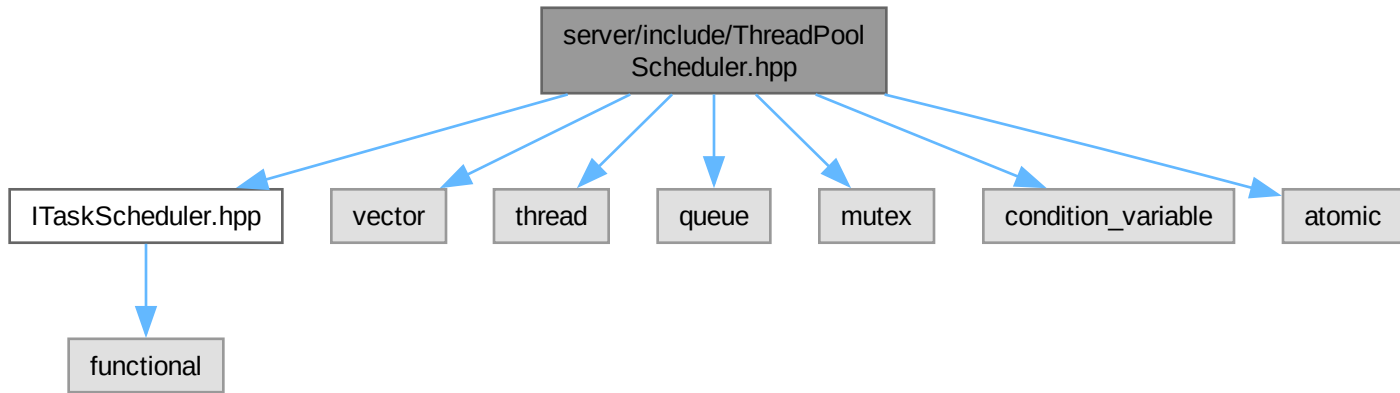 server/include/ThreadPool
Scheduler.hpp
ITaskScheduler.hpp
vector
thread
queue
mutex
condition_variable
atomic
functional